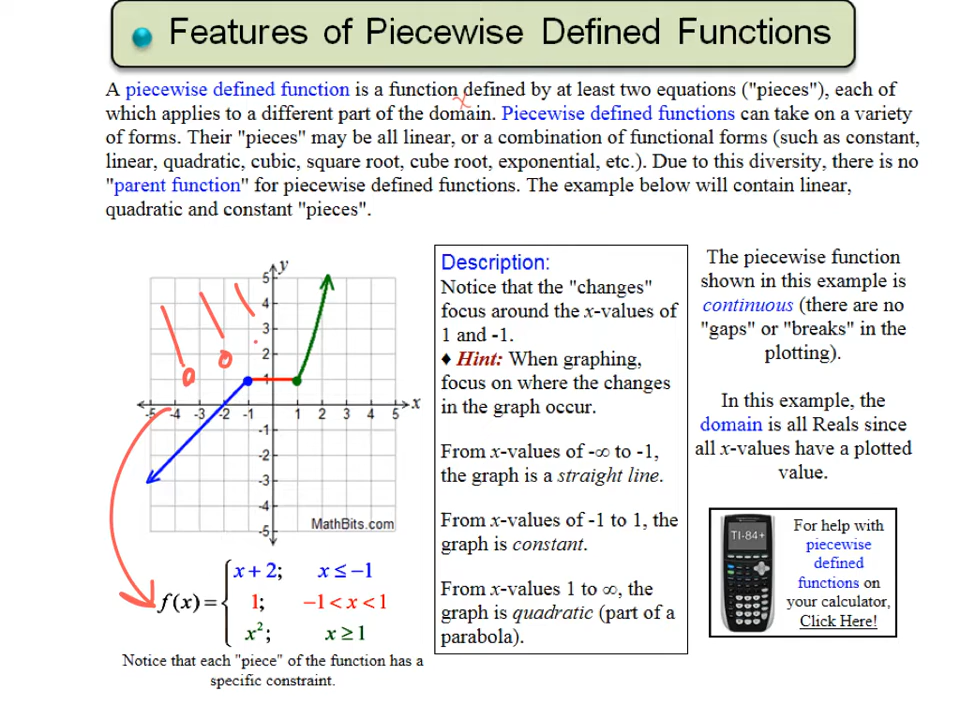 Features of Piecewise Defined Functions
A piecewise defined function is a function defined by at least two equations ("pieces"), each of
x
which applies to a different part of the domain. Piecewise defined functions can take on a variety
of forms. Their "pieces" may be all linear, or a combination of functional forms (such as constant,
linear, quadratic, cubic, square root, cube root, exponential, etc.). Due to this diversity, there is no
"parent function" for piecewise defined functions. The example below will contain linear,
quadratic and constant "pieces".
y
5
4
3
2
1
-5 -4 -3 -2 -1 1 2 3 4 5 x
-1
-2
-3
-4
-5
MathBits.com
f(x) = { x + 2; x ≤ −1
1; −1 < x < 1
x²; x ≥ 1
Notice that each "piece" of the function has a
specific constraint.
Description:
Notice that the "changes"
focus around the x-values of
1 and -1.
♦ Hint: When graphing,
focus on where the changes
in the graph occur.
From x-values of -∞ to -1,
the graph is a straight line.
From x-values of -1 to 1, the
graph is constant.
From x-values 1 to ∞, the
graph is quadratic (part of a
parabola).
The piecewise function
shown in this example is
continuous (there are no
"gaps" or "breaks" in the
plotting).
In this example, the
domain is all Reals since
all x-values have a plotted
value.
TI-84+
For help with
piecewise
defined
functions on
your calculator,
Click Here!